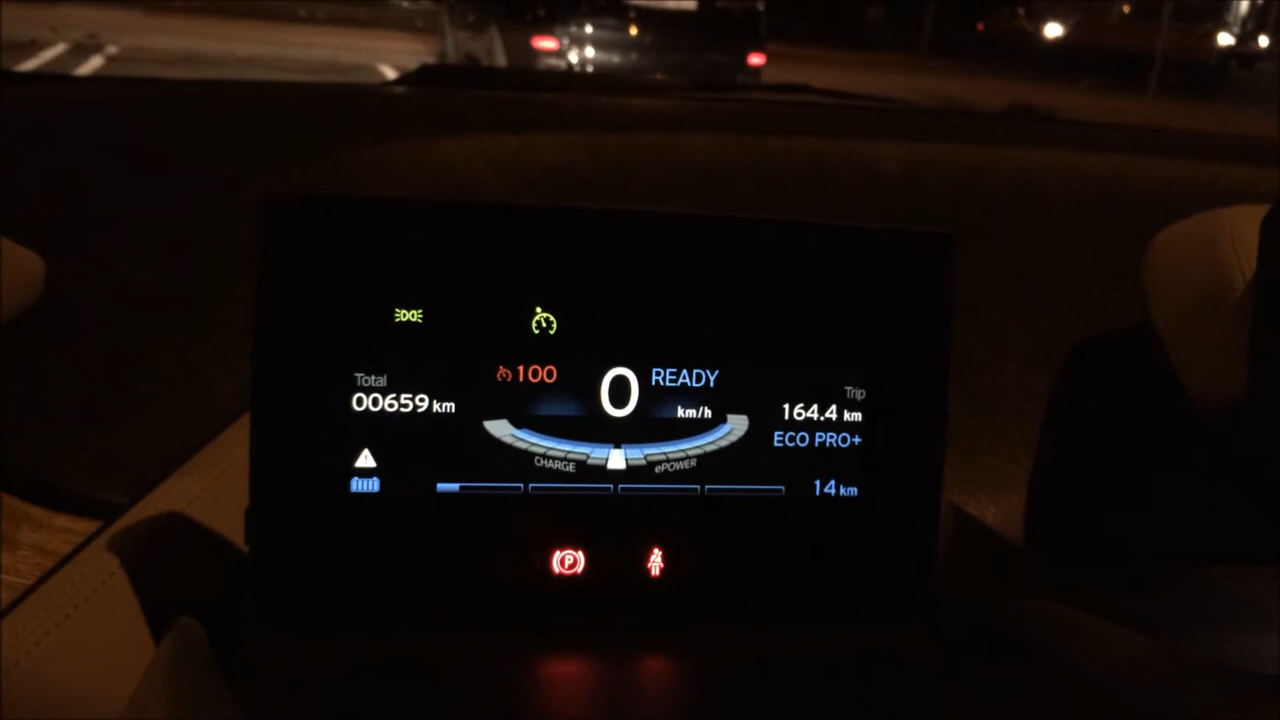 100
0
READY
km/h
Total
00659 km
Trip
164.4 km
ECO PRO+
CHARGE
ePOWER
14 km
P